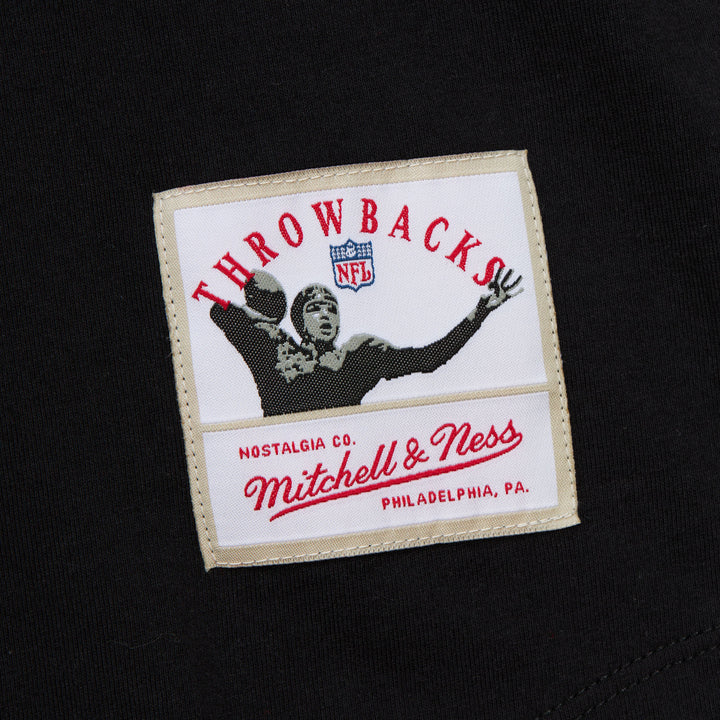 THROWBACKS
NFL
NOSTALGIA CO.
Mitchell & Ness
PHILADELPHIA, PA.